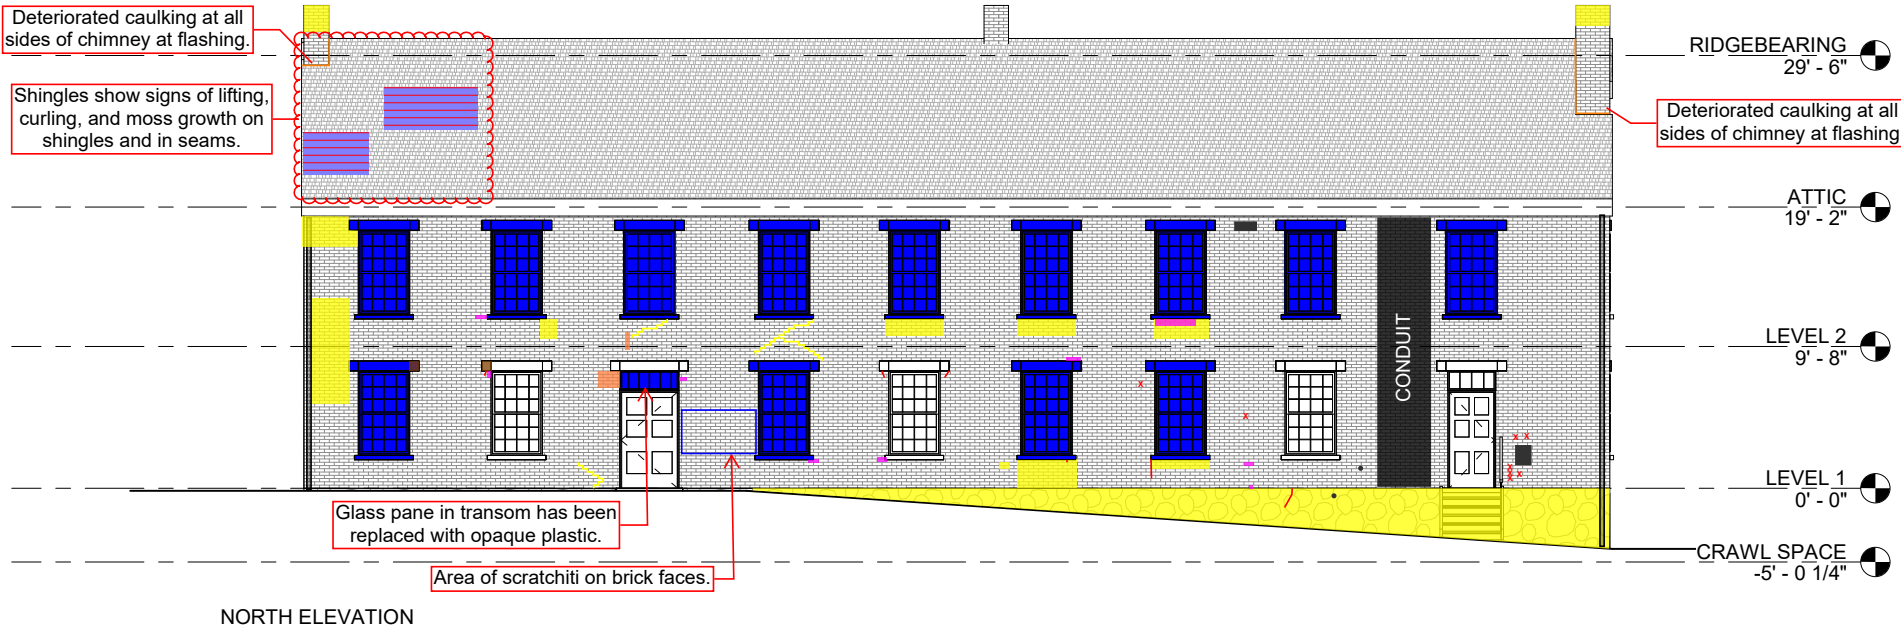 Deteriorated caulking at all
sides of chimney at flashing.
Shingles show signs of lifting,
curling, and moss growth on
shingles and in seams.
RIDGEBEARING
29' - 6"
Deteriorated caulking at all
sides of chimney at flashing
ATTIC
19' - 2"
CONDUIT
LEVEL 2
9' - 8"
x
x
x x
x
x x
x
LEVEL 1
0' - 0"
Glass pane in transom has been
replaced with opaque plastic.
Area of scratchiti on brick faces.
CRAWL SPACE
-5' - 0 1/4"
NORTH ELEVATION